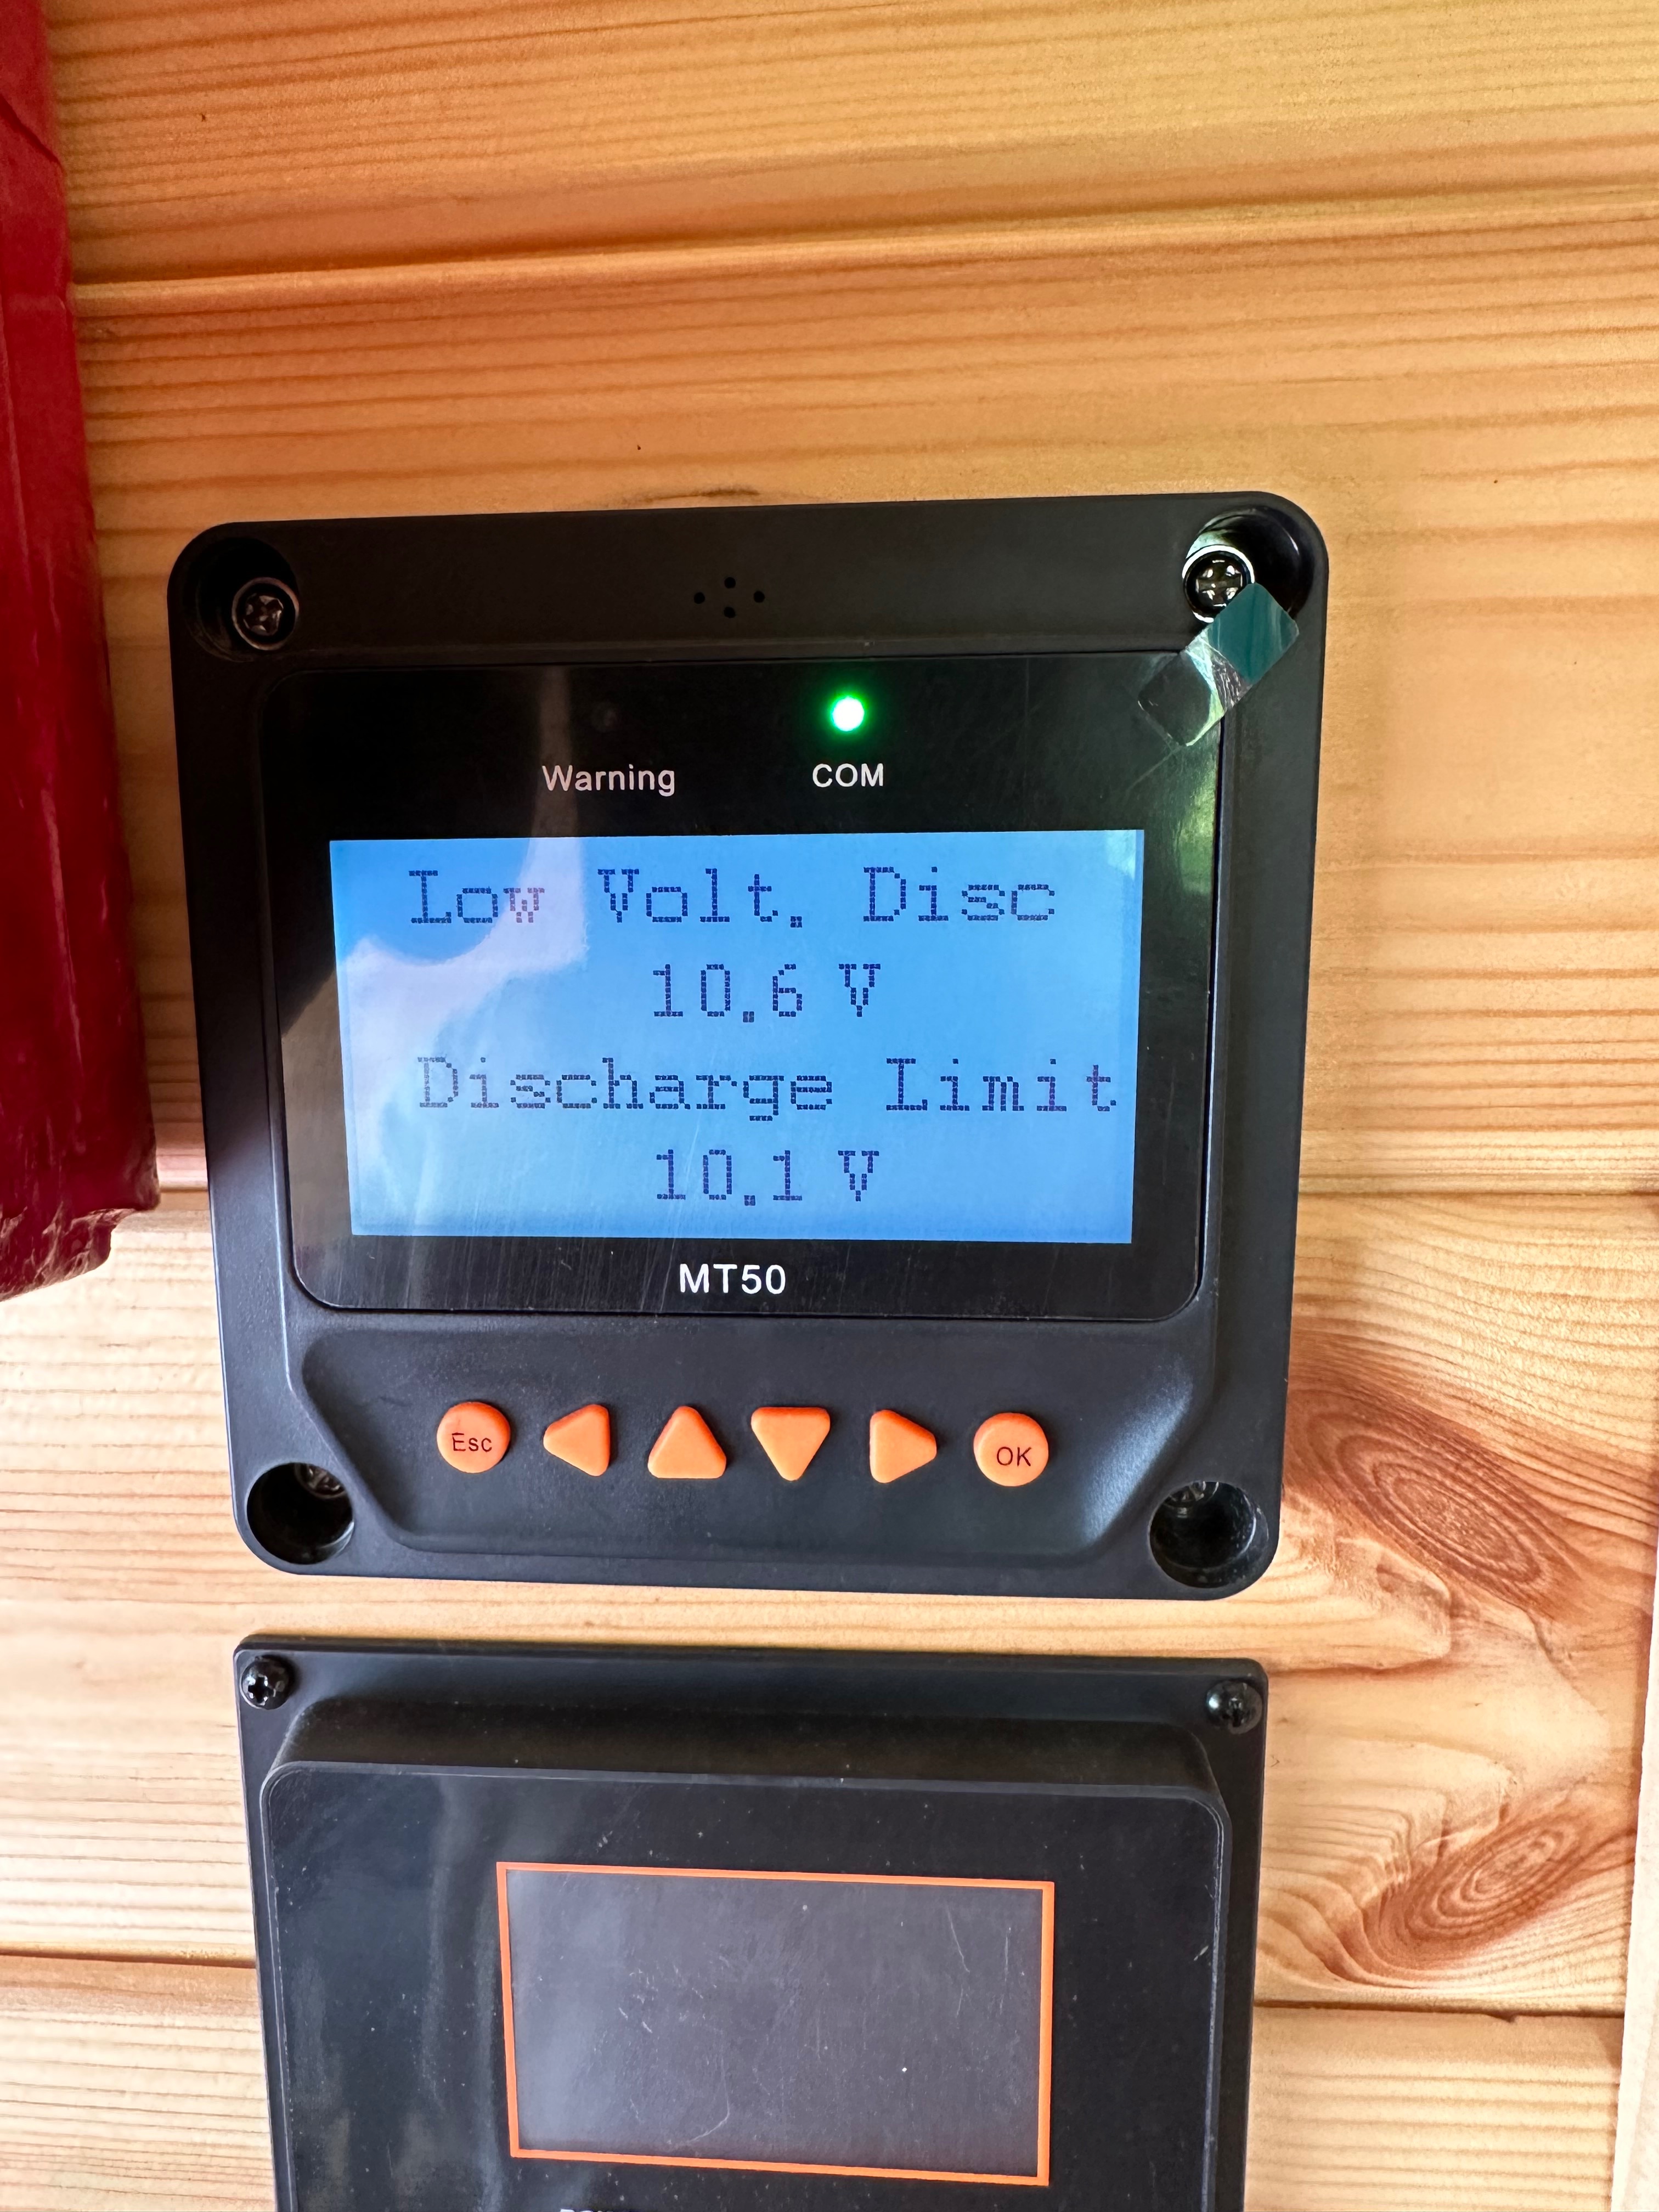 Warning COM
Low Volt. Disc
10.6 V
Discharge Limit
10.1 V
MT50
Esc OK